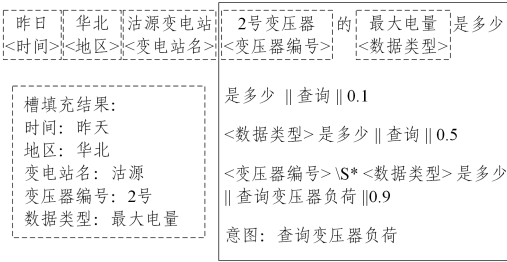 昨日 华北 沽源变电站 2号变压器 的 最大电量 是多少
<时间> <地区> <变电站名> <变压器编号> <数据类型>
槽填充结果：
时间：昨天
地区：华北
变电站名：沽源
变压器编号：2号
数据类型：最大电量
是多少 || 查询 || 0.1
<数据类型> 是多少 || 查询 || 0.5
<变压器编号> \S* <数据类型> 是多少
|| 查询变压器负荷 ||0.9
意图：查询变压器负荷